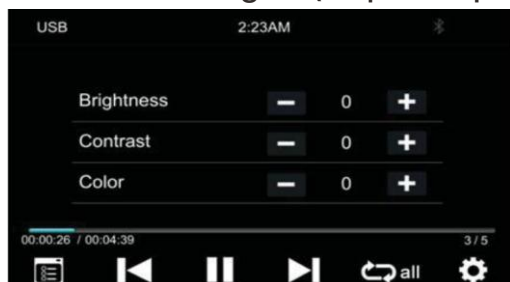 USB 2:23AM
Brightness 0
Contrast 0
Color 0
00:00:26 / 00:04:39 3 / 5
all